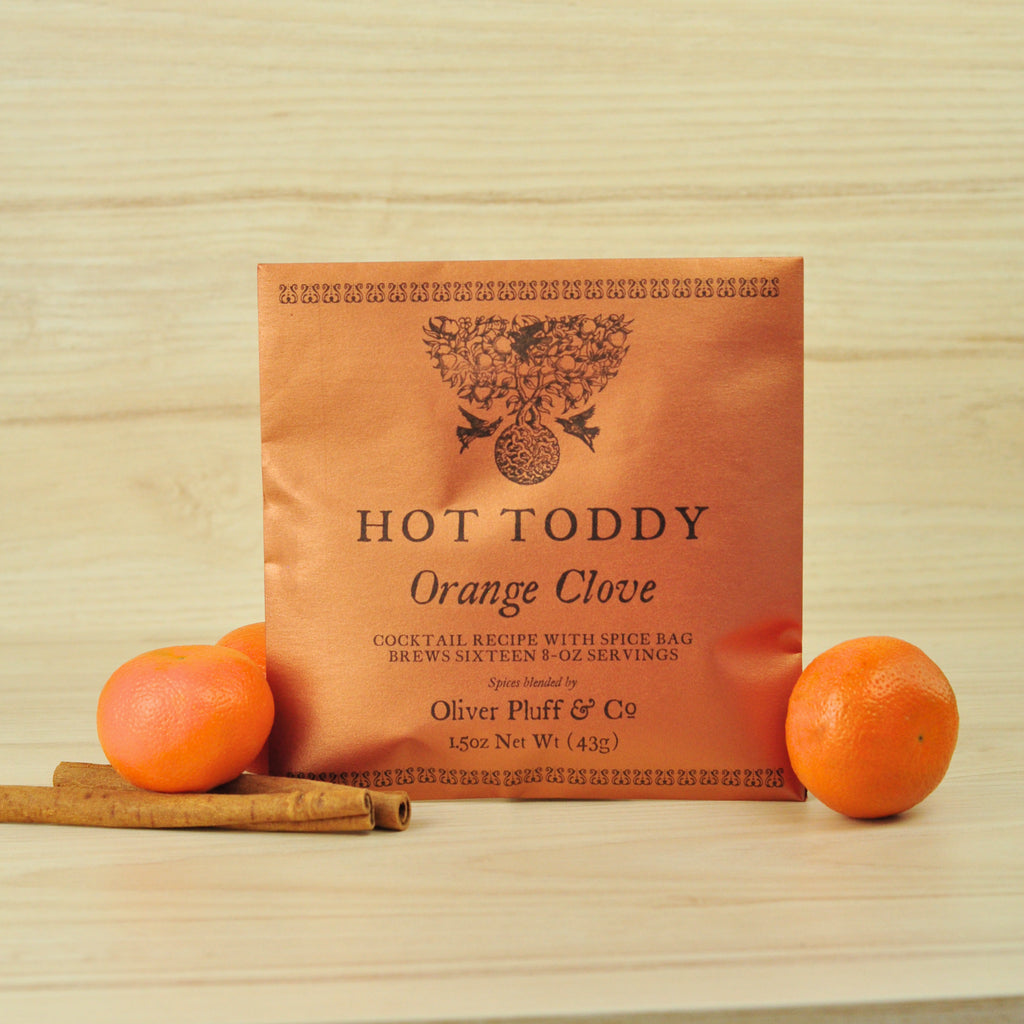 HOT TODDY
Orange Clove
COCKTAIL RECIPE WITH SPICE BAG
BREWS SIXTEEN 8-OZ SERVINGS
Spices blended by
Oliver Pluff & Cº
1.5oz Net Wt (43g)